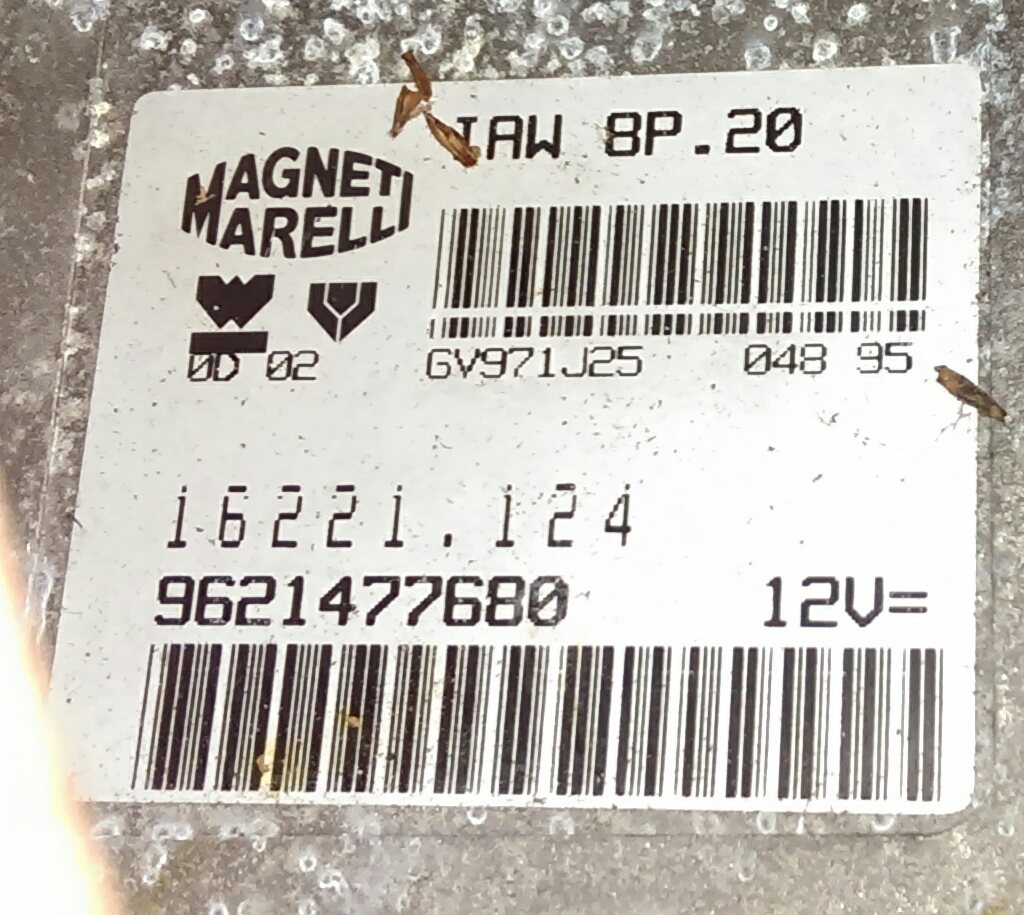 IAW 8P.20
MAGNETI
MARELLI
W
0D 02 6V971J25 048 95
16221.124
9621477680 12V=